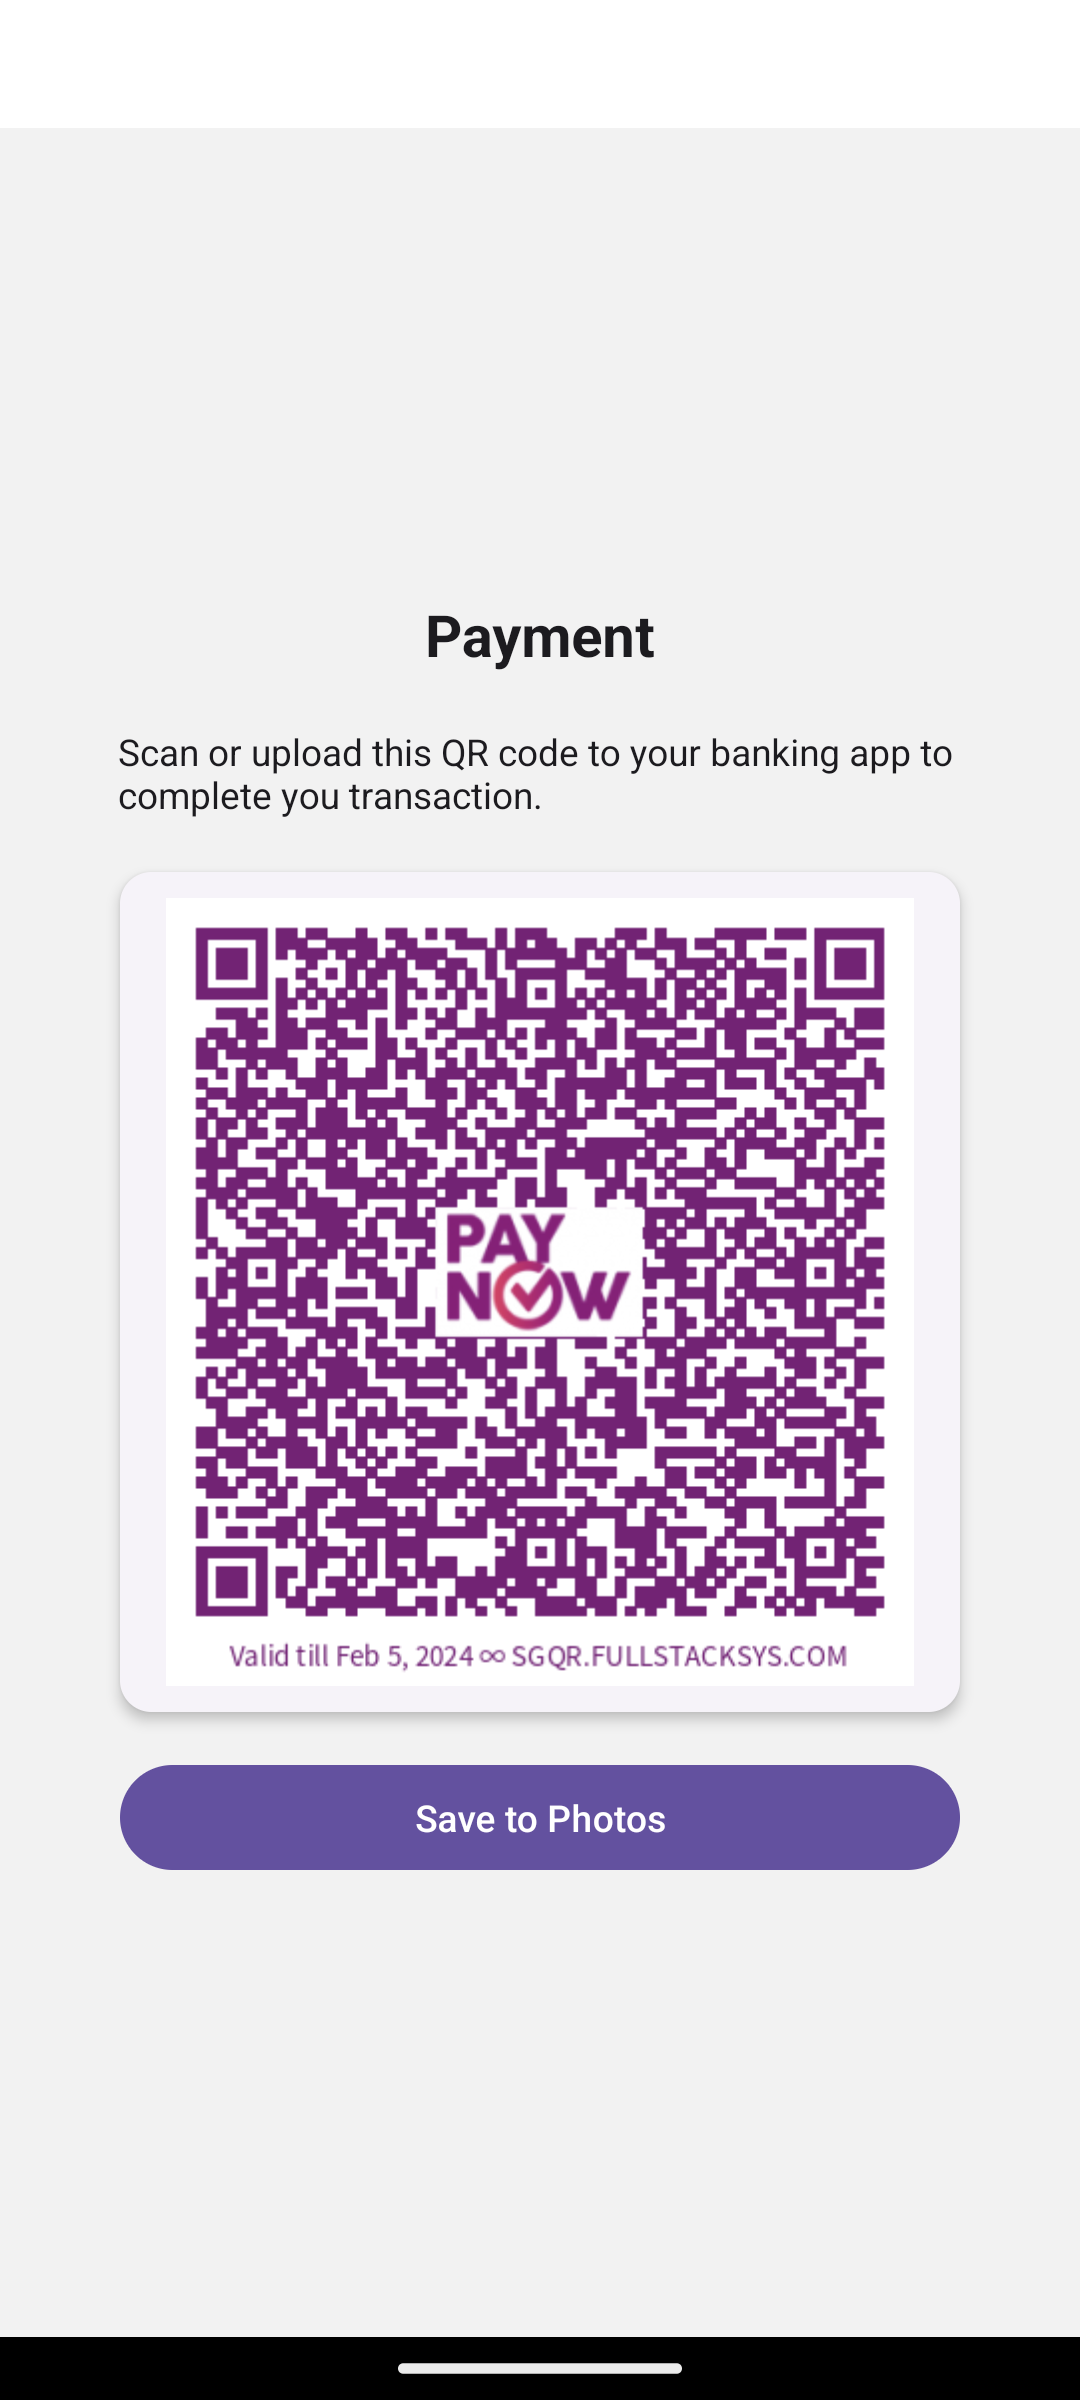 Payment
Scan or upload this QR code to your banking app to
complete you transaction.
PAY
NOW
Valid till Feb 5, 2024 ∞ SGQR.FULLSTACKSYS.COM
Save to Photos